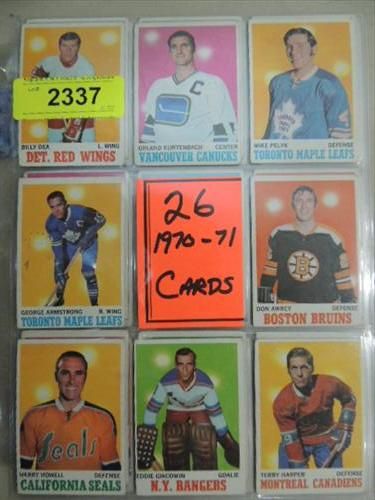 LOT
2337
BILLY DEA L. WING
DET. RED WINGS
C
ORLAND KURTENBACH CENTER
VANCOUVER CANUCKS
MIKE PELYK DEFENSE
TORONTO MAPLE LEAFS
GEORGE ARMSTRONG R. WING
TORONTO MAPLE LEAFS
26
1970-71
CARDS
B
DON AWREY DEFENSE
BOSTON BRUINS
Seals
HARRY HOWELL DEFENSE
CALIFORNIA SEALS
EDDIE GIACOMIN GOALIE
N.Y. RANGERS
TERRY HARPER DEFENSE
MONTREAL CANADIENS